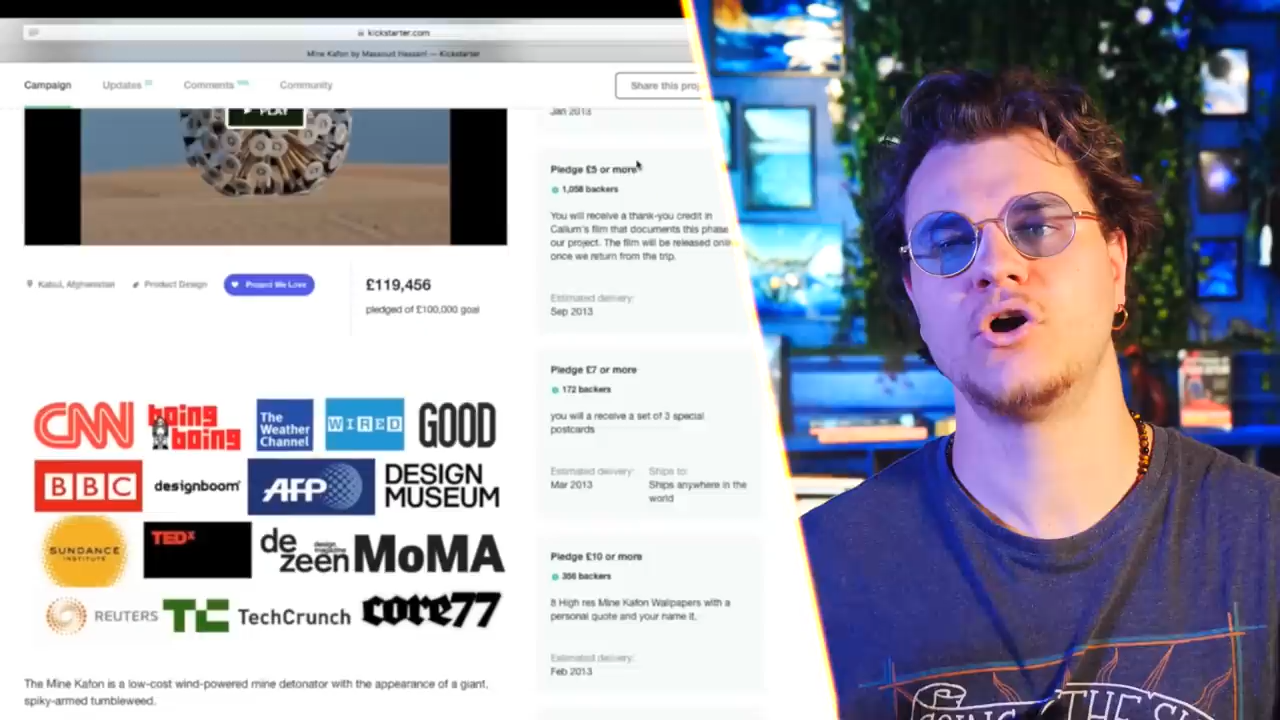 kickstarter.com
Mine Kafon by Massoud Hassani — Kickstarter
Campaign
Updates
Comments
Community
Share this proj
PLAY
Kabul, Afghanistan
Product Design
Project We Love
£119,456
pledged of £100,000 goal
CNN
boing boing
The Weather Channel
WIRED
GOOD
BBC
designboom
AFP
DESIGN MUSEUM
SUNDANCE INSTITUTE
TEDx
dezeen design magazine
MoMA
REUTERS
TC TechCrunch
core77
The Mine Kafon is a low-cost wind-powered mine detonator with the appearance of a giant,
spiky-armed tumbleweed.
Jan 2013
Pledge £5 or more
1,058 backers
You will receive a thank-you credit in
Callum's film that documents this phase
our project. The film will be released onli
once we return from the trip.
Estimated delivery:
Sep 2013
Pledge £7 or more
172 backers
you will a receive a set of 3 special
postcards
Estimated delivery:
Mar 2013
Ships to:
Ships anywhere in the
world
Pledge £10 or more
356 backers
8 High res Mine Kafon Wallpapers with a
personal quote and your name it.
Estimated delivery:
Feb 2013
THE